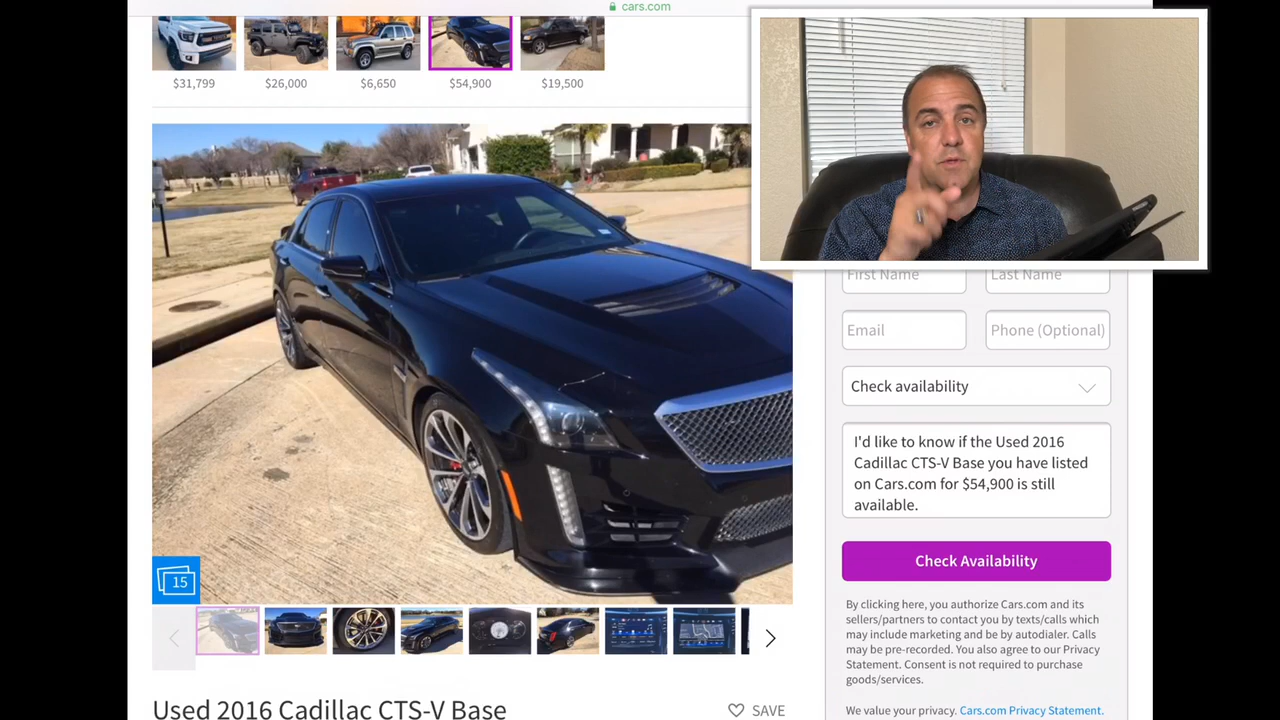 cars.com
$31,799
$26,000
$6,650
$54,900
$19,500
First Name
Last Name
Email
Phone (Optional)
Check availability
I'd like to know if the Used 2016
Cadillac CTS-V Base you have listed
on Cars.com for $54,900 is still
available.
Check Availability
15
By clicking here, you authorize Cars.com and its
sellers/partners to contact you by texts/calls which
may include marketing and be by autodialer. Calls
may be pre-recorded. You also agree to our Privacy
Statement. Consent is not required to purchase
goods/services.
Used 2016 Cadillac CTS-V Base
SAVE
We value your privacy. Cars.com Privacy Statement.